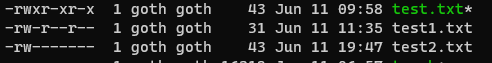 -rwxr-xr-x 1 goth goth 43 Jun 11 09:58 test.txt*
-rw-r--r-- 1 goth goth 31 Jun 11 11:35 test1.txt
-rw------- 1 goth goth 43 Jun 11 19:47 test2.txt